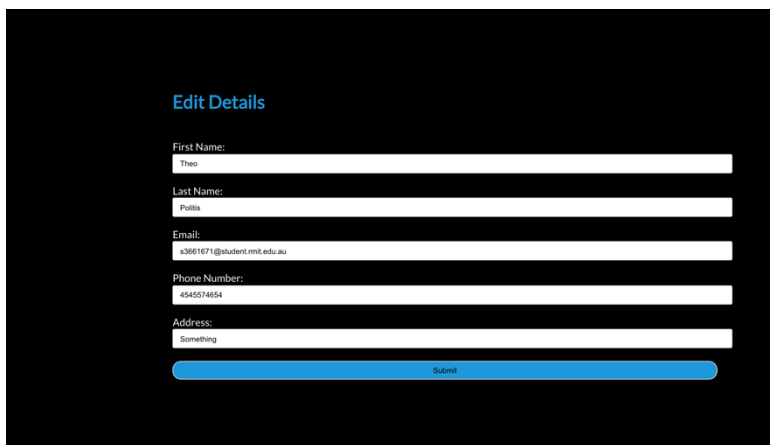 Edit Details
First Name:
Theo
Last Name:
Politis
Email:
s3661671@student.rmit.edu.au
Phone Number:
4545574654
Address:
Something
Submit